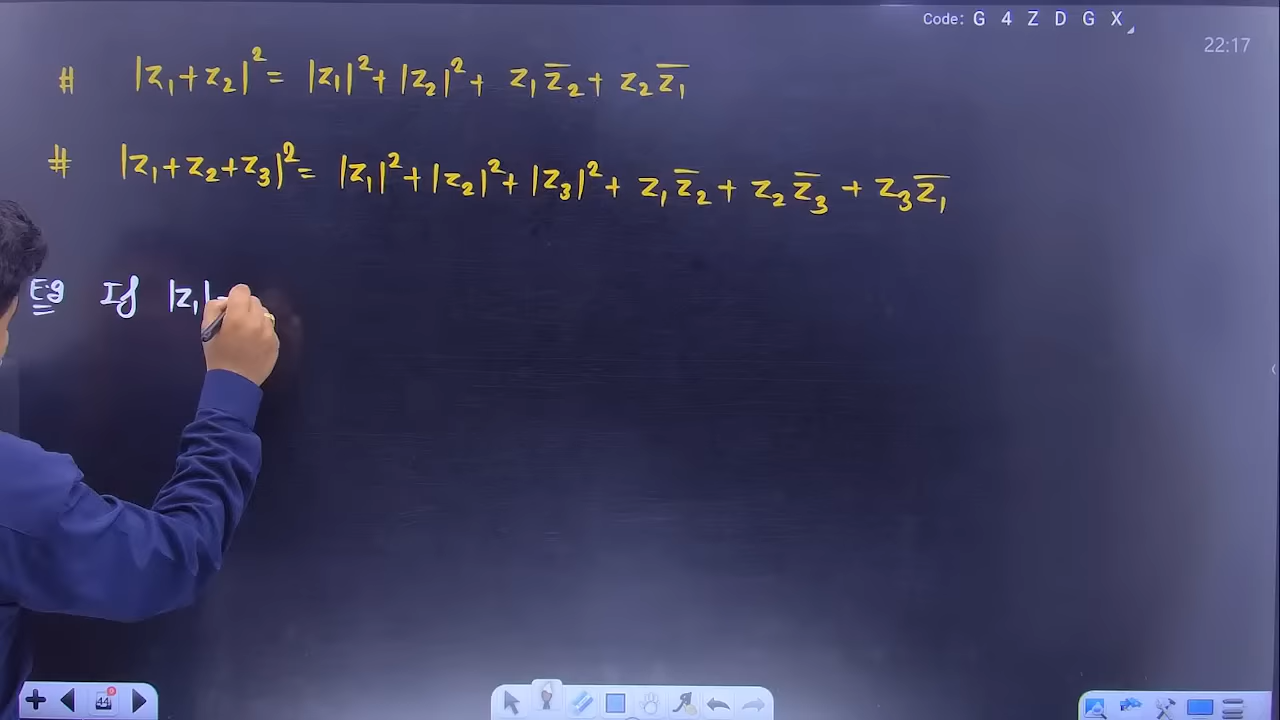 Code: G 4 Z D G X
22:17
# |z₁+z₂|² = |z₁|² + |z₂|² + z₁z̅₂ + z₂z̅₁
# |z₁+z₂+z₃|² = |z₁|² + |z₂|² + |z₃|² + z₁z̅₂ + z₂z̅₃ + z₃z̅₁
E.g If |z₁|
44